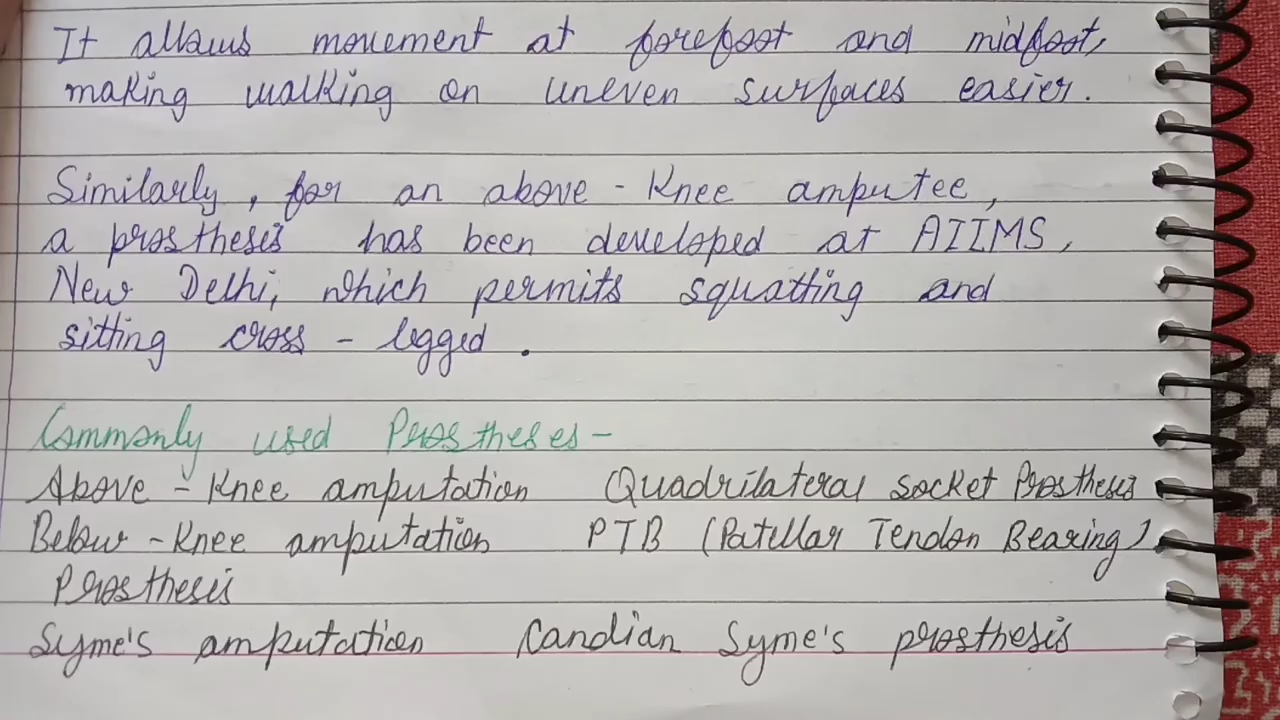 It allows movement at forefoot and midfoot,
making walking on uneven surfaces easier.
Similarly, for an above - Knee amputee,
a prosthesis has been developed at AIIMS,
New Delhi, which permits squatting and
sitting cross - legged.
Commonly used Prostheses -
Above - Knee amputation Quadrilateral socket Prosthesis
Below - Knee amputation PTB (Patellar Tendon Bearing)
Prosthesis
Syme's amputation Candian Syme's prosthesis